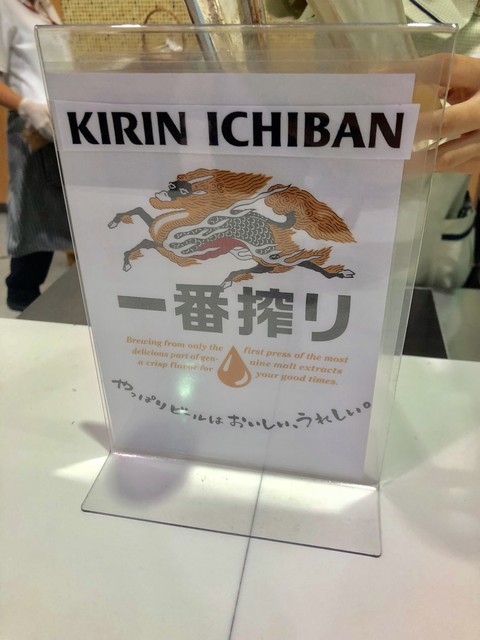 KIRIN ICHIBAN
一番搾り
Brewing from only the first press of the most
delicious part of gen- nine malt extracts
a crisp flavor for your good times.
やっぱりビールはおいしい、うれしい。